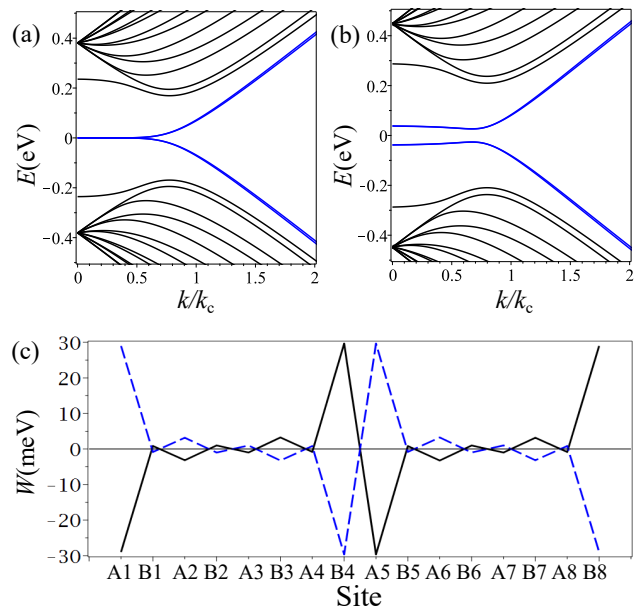 (a)
E(eV)
0.4
0.2
0
−0.2
−0.4
0 0.5 1 1.5 2
k/kc
(b)
E(eV)
0.4
0.2
0
−0.2
−0.4
0 0.5 1 1.5 2
k/kc
(c)
W(meV)
30
20
10
0
-10
-20
-30
A1 B1 A2 B2 A3 B3 A4 B4 A5 B5 A6 B6 A7 B7 A8 B8
Site